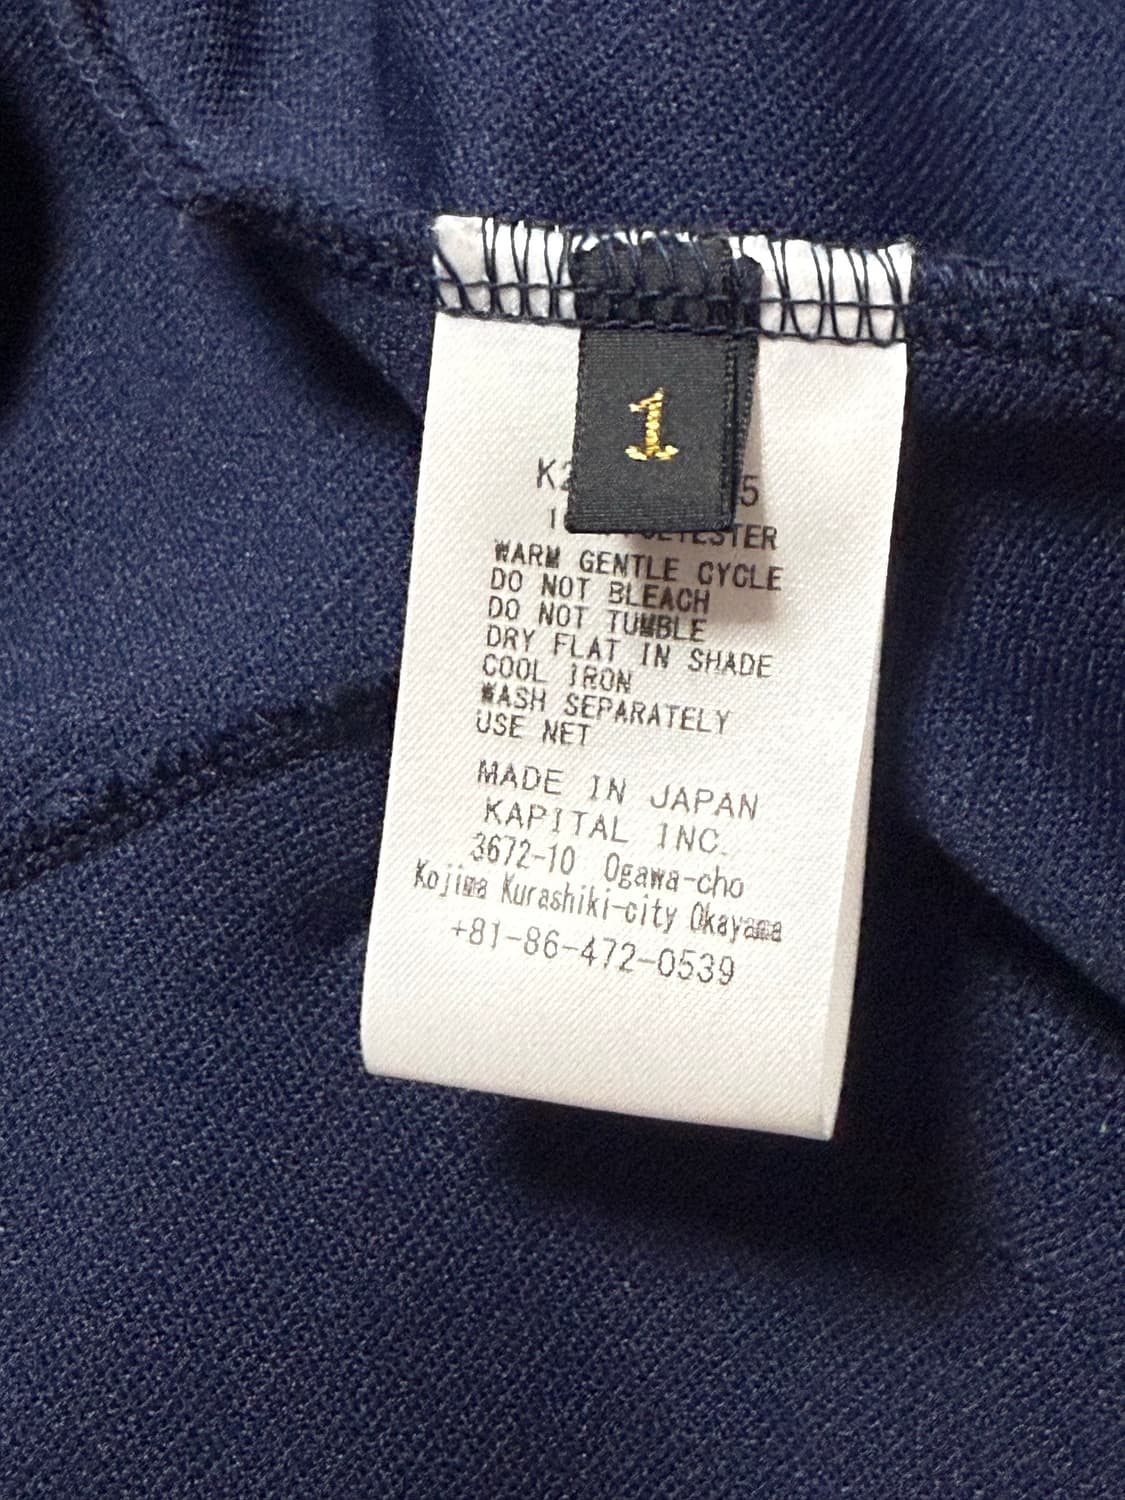 1
WARM GENTLE CYCLE
DO NOT BLEACH
DO NOT TUMBLE
DRY FLAT IN SHADE
COOL IRON
WASH SEPARATELY
USE NET
MADE IN JAPAN
KAPITAL INC.
3672-10 Ogawa-cho
Kojima Kurashiki-city Okayama
+81-86-472-0539